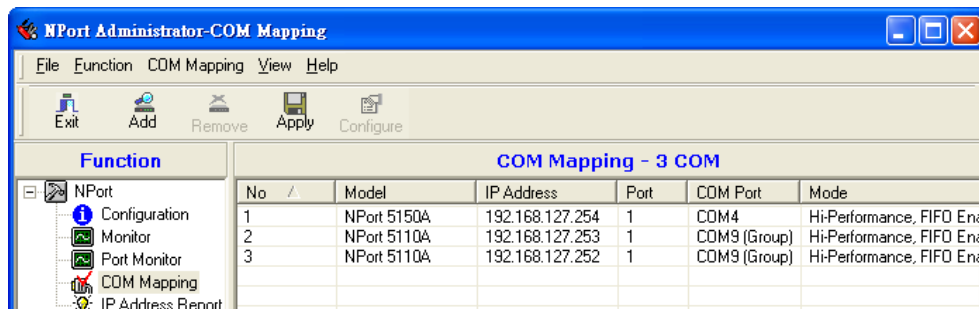 NPort Administrator-COM Mapping
File Function COM Mapping View Help
Exit Add Remove Apply Configure
Function
COM Mapping - 3 COM
NPort
Configuration
Monitor
Port Monitor
COM Mapping
IP Address Report
No Model IP Address Port COM Port Mode
1 NPort 5150A 192.168.127.254 1 COM4 Hi-Performance, FIFO Ena
2 NPort 5110A 192.168.127.253 1 COM9 (Group) Hi-Performance, FIFO Ena
3 NPort 5110A 192.168.127.252 1 COM9 (Group) Hi-Performance, FIFO Ena